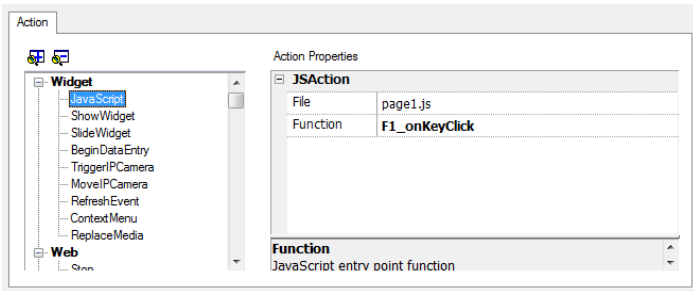 Action
Widget
JavaScript
ShowWidget
SlideWidget
BeginDataEntry
TriggerIPCamera
MoveIPCamera
RefreshEvent
ContextMenu
ReplaceMedia
Web
Stop
Action Properties
JSAction
File page1.js
Function F1_onKeyClick
Function
JavaScript entry point function